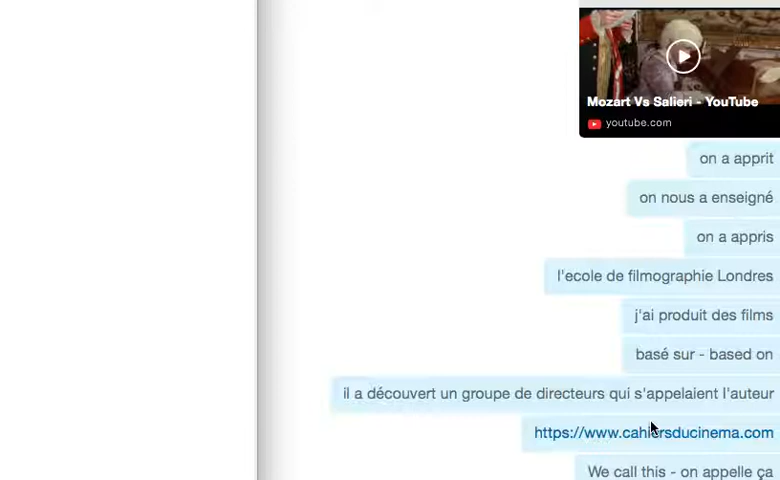 Mozart Vs Salieri - YouTube
youtube.com
on a apprit
on nous a enseigné
on a appris
l'ecole de filmographie Londres
j'ai produit des films
basé sur - based on
il a découvert un groupe de directeurs qui s'appelaient l'auteur
https://www.cahiersducinema.com
We call this - on appelle ça